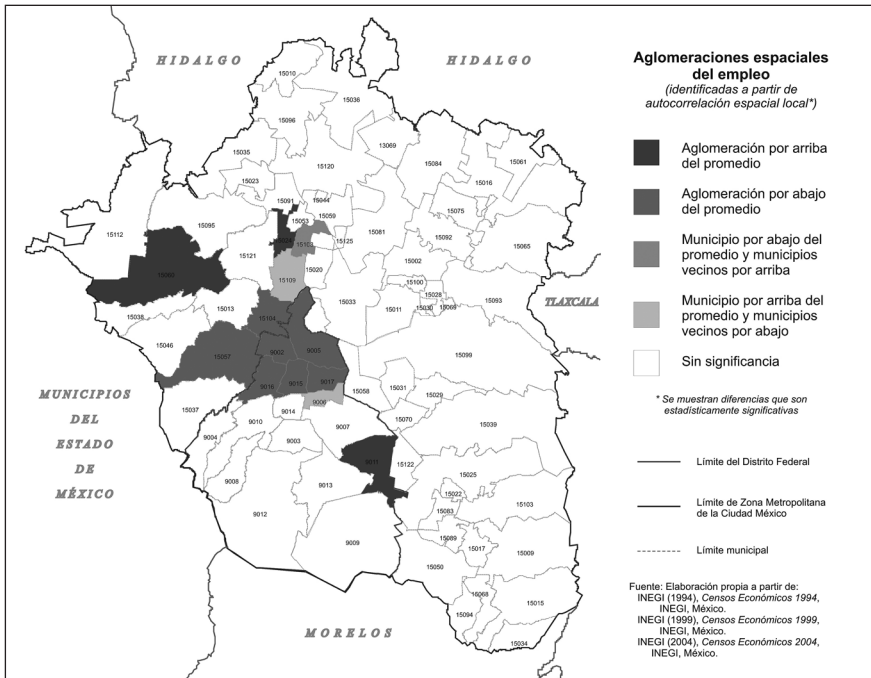 HIDALGO
HIDALGO
15010
15036
15096
13069
15035
15120
15084
15061
15023
15016
15091
15044
15059
15075
15053
15112
15095
15081
15092
15125
15065
15121
15002
15020
15100
15109
15028
15093
15033
15030
15013
15011
TLAXCALA
15038
15104
15046
9002
9005
15057
15099
9016
9015
9017
15058
15031
15029
9006
15037
9014
9010
15070
9007
15039
9004
9003
9011
15122
15025
9008
9013
15022
15103
9012
15083
15089
9009
15017
15009
15050
15068
15015
15094
15034
MUNICIPIOS
DEL
ESTADO
DE
MÉXICO
MORELOS
Aglomeraciones espaciales
del empleo
(identificadas a partir de
autocorrelación espacial local*)
Aglomeración por arriba
del promedio
Aglomeración por abajo
del promedio
Municipio por abajo del
promedio y municipios
vecinos por arriba
Municipio por arriba del
promedio y municipios
vecinos por abajo
Sin significancia
* Se muestran diferencias que son
estadísticamente significativas
Límite del Distrito Federal
Límite de Zona Metropolitana
de la Ciudad México
Límite municipal
Fuente: Elaboración propia a partir de:
INEGI (1994), Censos Económicos 1994,
INEGI, México.
INEGI (1999), Censos Económicos 1999,
INEGI, México.
INEGI (2004), Censos Económicos 2004,
INEGI, México.